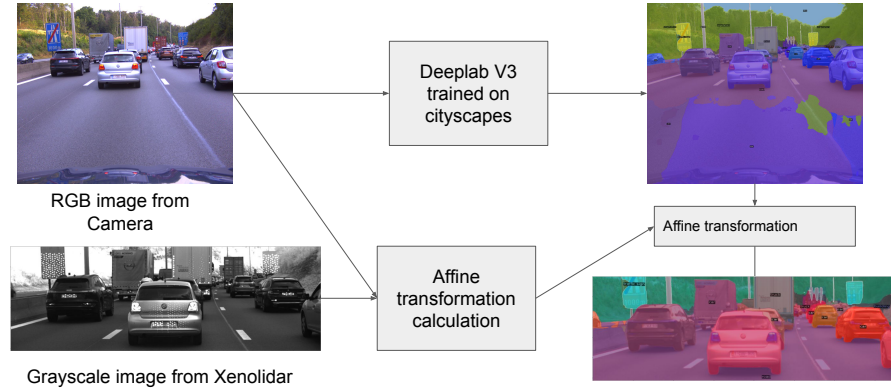 Deeplab V3
trained on
cityscapes
RGB image from
Camera
Affine transformation
Affine
transformation
calculation
Grayscale image from Xenolidar